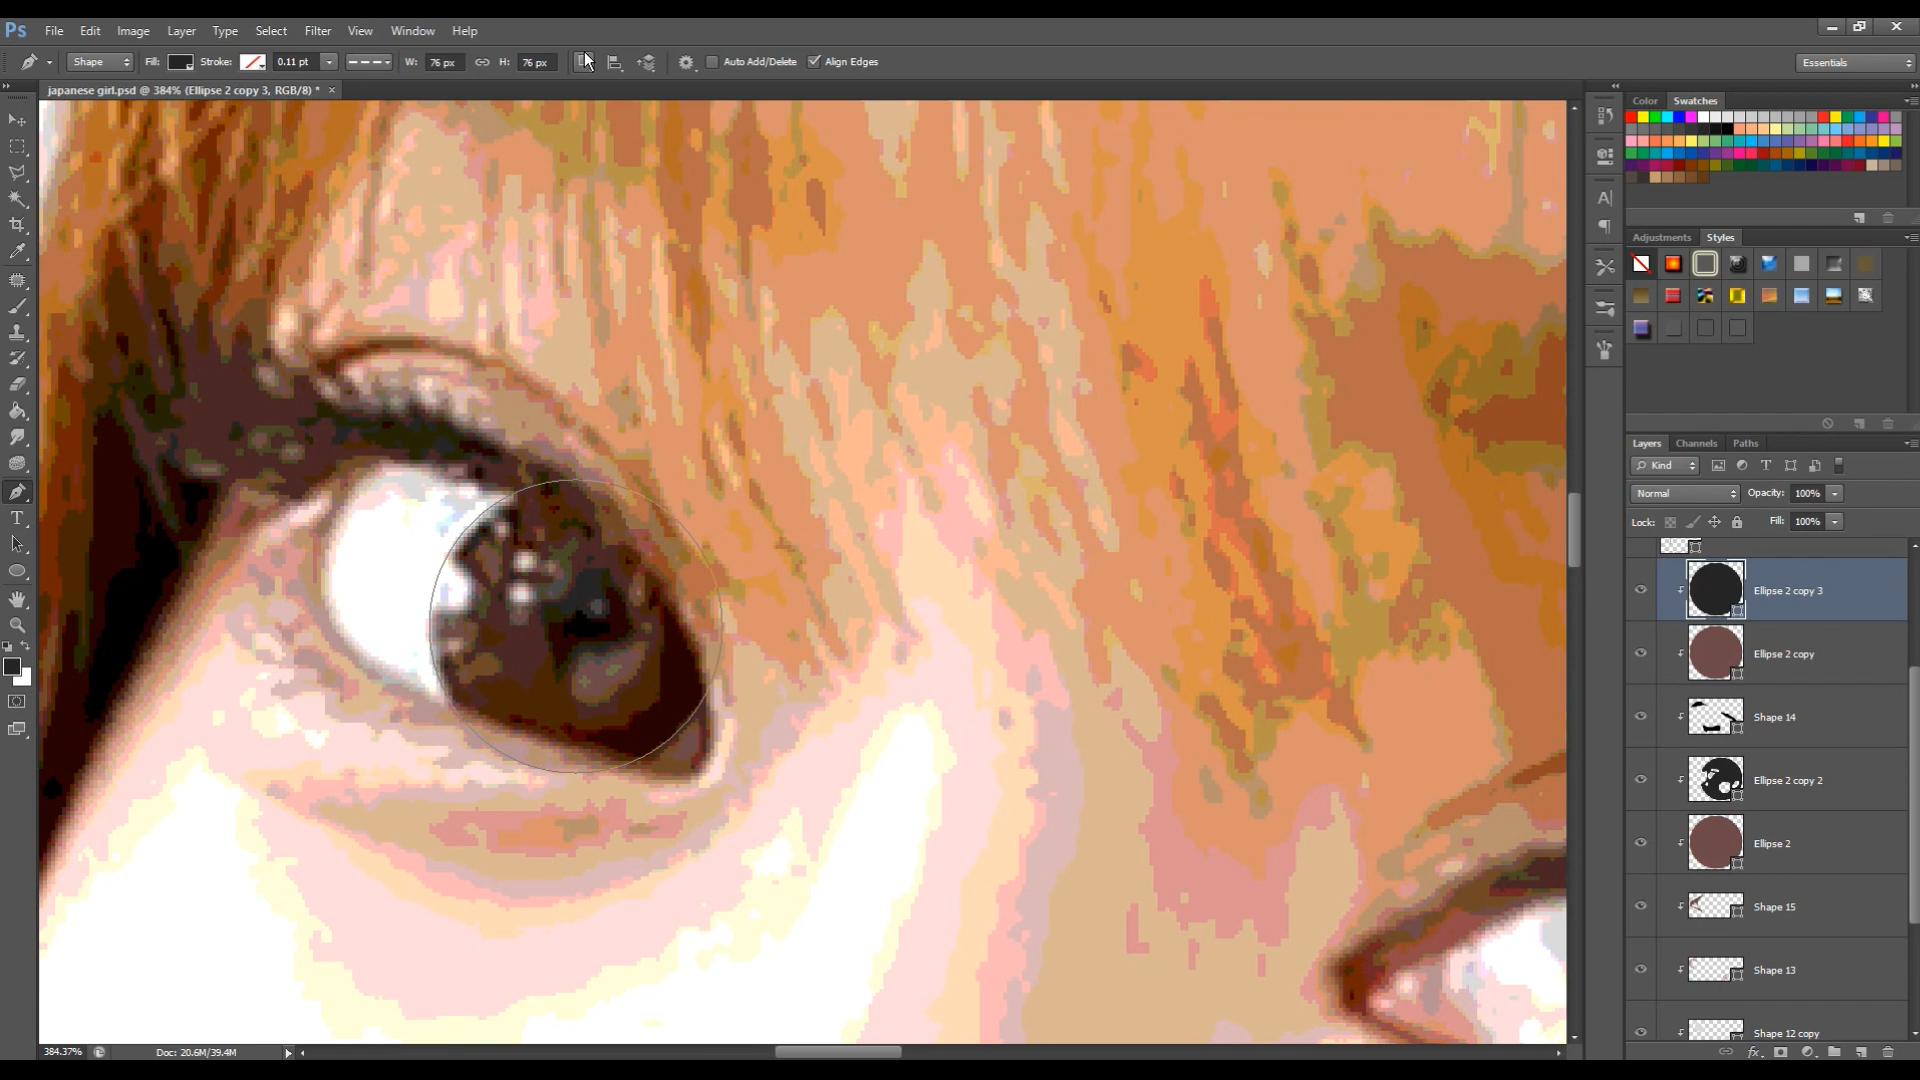 Ps File Edit Image Layer Type Select Filter View Window Help
Shape Fill: Stroke: 0.11 pt W: 76 px H: 76 px Auto Add/Delete Align Edges Essentials
japanese girl.psd @ 384% (Ellipse 2 copy 3, RGB/8) * ×
Color Swatches
Adjustments Styles
Layers Channels Paths
Kind
Normal Opacity: 100%
Lock: Fill: 100%
Ellipse 2 copy 3
Ellipse 2 copy
Shape 14
Ellipse 2 copy 2
Ellipse 2
Shape 15
Shape 13
Shape 12 copy
384.37% Doc: 20.6M/39.4M